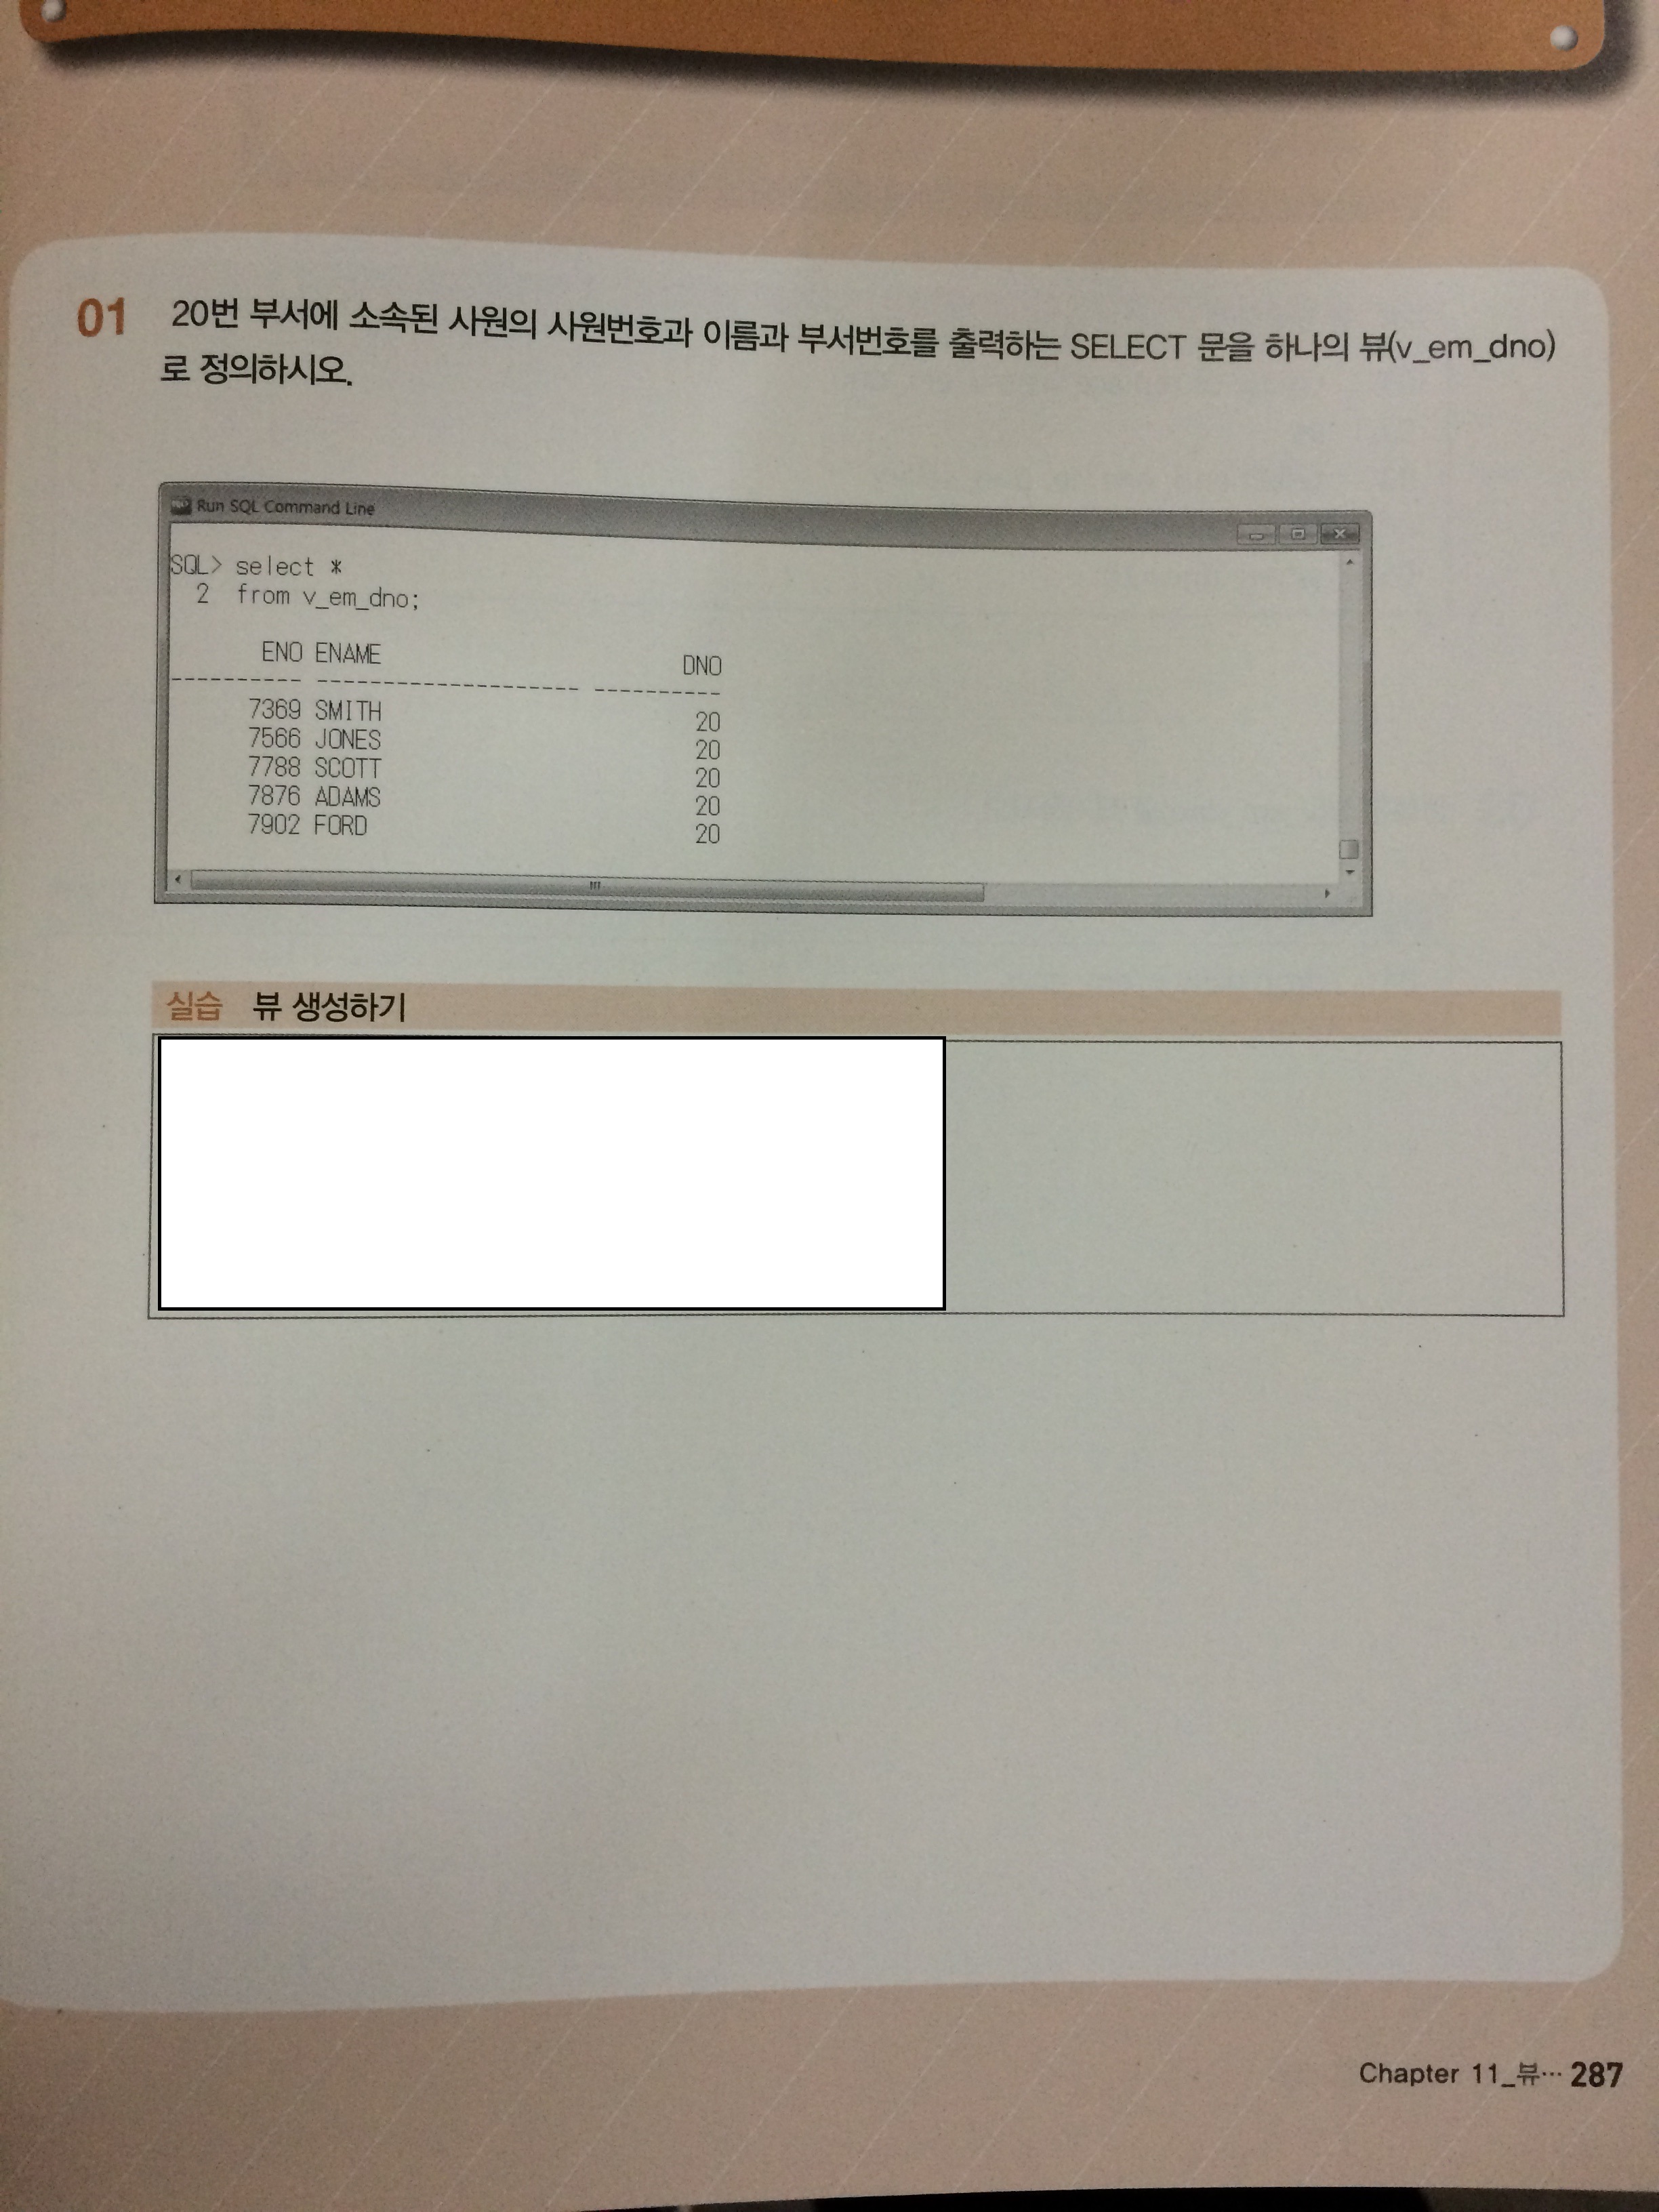 01 20번 부서에 소속된 사원의 사원번호과 이름과 부서번호를 출력하는 SELECT 문을 하나의 뷰(v_em_dno)
로 정의하시오.
Run SQL Command Line
SQL> select *
2 from v_em_dno;
ENO ENAME DNO
---------- -------------------- ----------
7369 SMITH 20
7566 JONES 20
7788 SCOTT 20
7876 ADAMS 20
7902 FORD 20
실습 뷰 생성하기
Chapter 11_뷰… 287